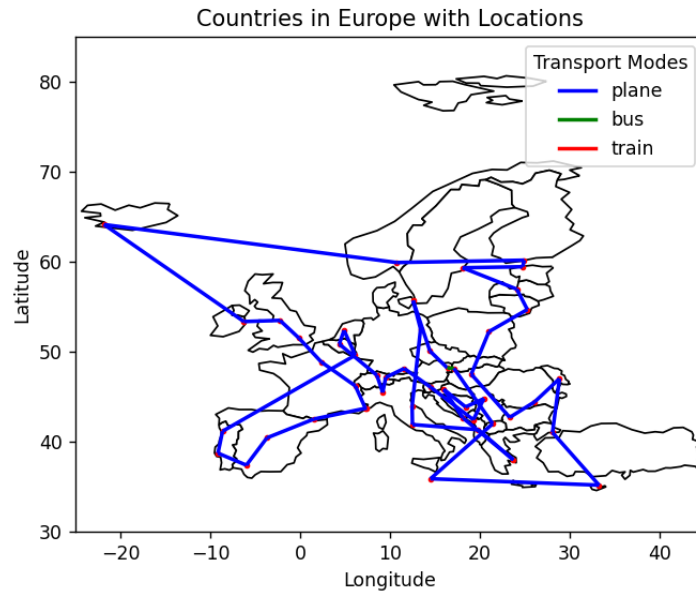 Countries in Europe with Locations
Transport Modes
plane
bus
train
Latitude
80
70
60
50
40
30
−20
−10
0
10
20
30
40
Longitude